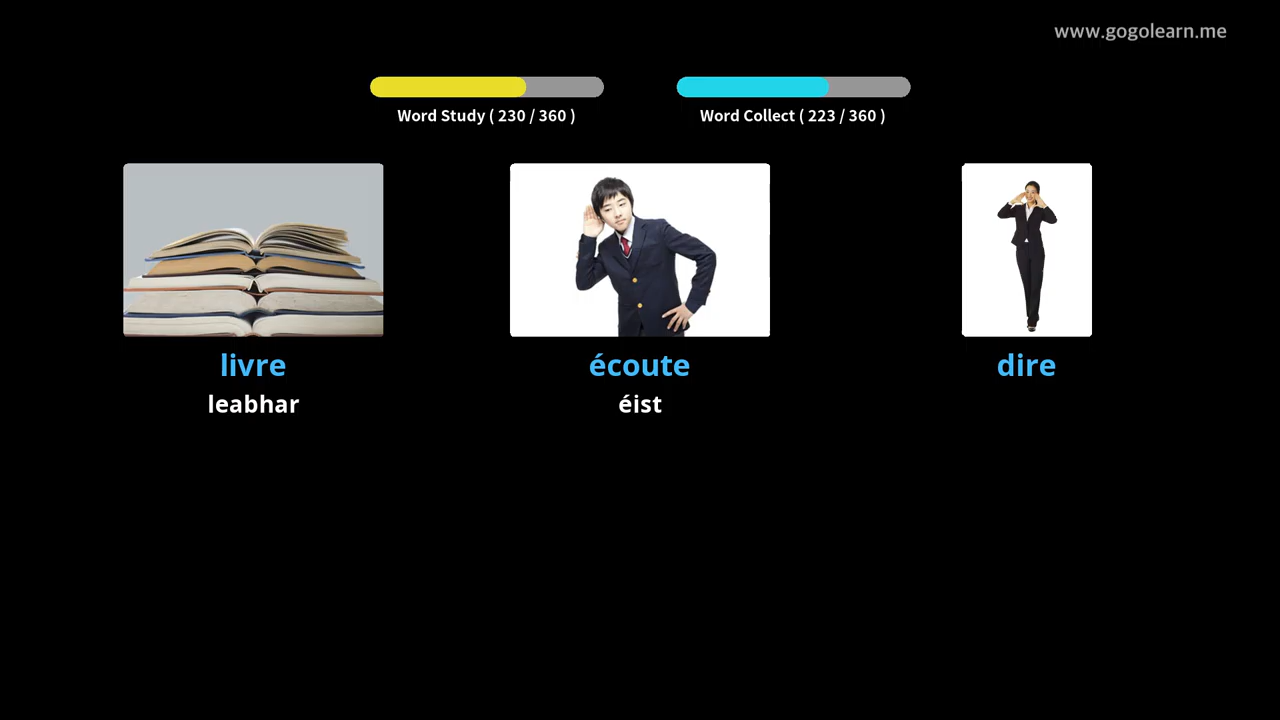 www.gogolearn.me
Word Study ( 230 / 360 )
Word Collect ( 223 / 360 )
livre
écoute
dire
leabhar
éist